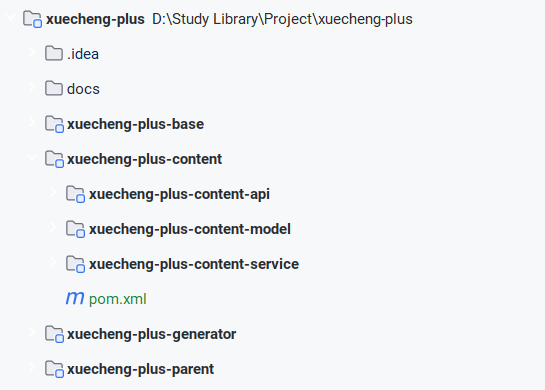 xuecheng-plus D:\Study Library\Project\xuecheng-plus
.idea
docs
xuecheng-plus-base
xuecheng-plus-content
xuecheng-plus-content-api
xuecheng-plus-content-model
xuecheng-plus-content-service
m pom.xml
xuecheng-plus-generator
xuecheng-plus-parent